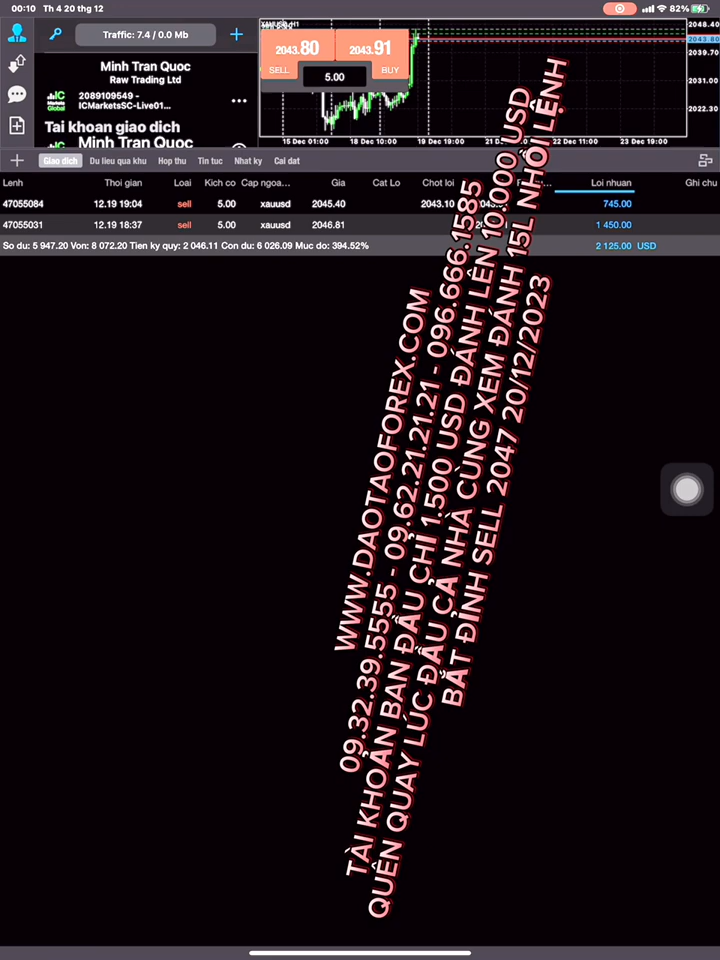 00:10 Th 4 20 thg 12
82%
Traffic: 7.4 / 0.0 Mb
Minh Tran Quoc
Raw Trading Ltd
IC Markets Global
2089109549 -
ICMarketsSC-Live01...
Tai khoan giao dich
Minh Tran Quoc
2043.80 2043.91
SELL 5.00 BUY
2048.40
2043.80
2039.70
2031.00
2022.30
15 Dec 01:00 18 Dec 10:00 19 Dec 19:00 22 Dec 11:00 23 Dec 19:00
Giao dich Du lieu qua khu Hop thu Tin tuc Nhat ky Cai dat
Lenh Thoi gian Loai Kich co Cap ngoa... Gia Cat Lo Chot loi Loi nhuan Ghi chu
47055084 12.19 19:04 sell 5.00 xauusd 2045.40 2043.10 745.00
47055031 12.19 18:37 sell 5.00 xauusd 2046.81 1 450.00
So du: 5 947.20 Von: 8 072.20 Tien ky quy: 2 046.11 Con du: 6 026.09 Muc do: 394.52% 2 125.00 USD
WWW.DAOTAOFOREX.COM
09.32.39.5555 - 09.62.21.21.21 - 096.666.1585
TÀI KHOẢN BAN ĐẦU CHỈ 1.500 USD ĐÁNH LÊN 10.000 USD
QUÊN QUAY LÚC ĐẦU CẢ NHÀ CÙNG XEM ĐÁNH 15L NHỒI LỆNH
BẮT ĐỈNH SELL 2047 20/12/2023